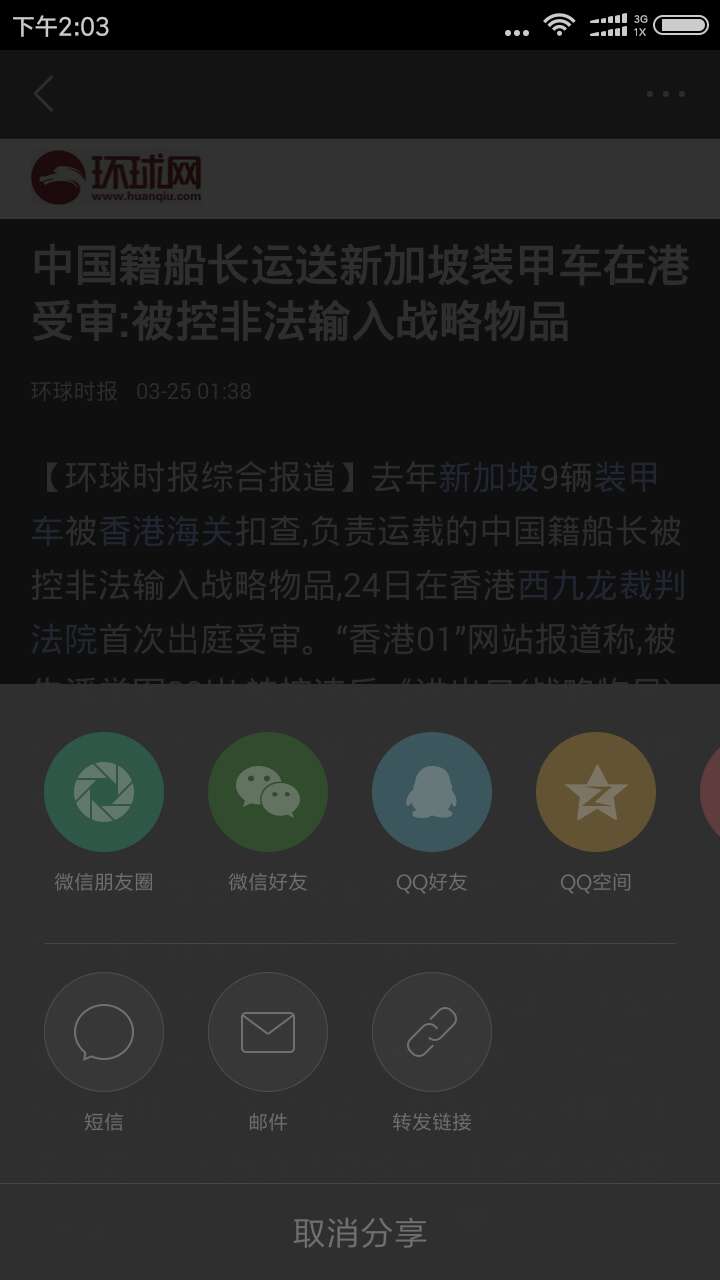 下午2:03
3G
1X
环球网
www.huanqiu.com
中国籍船长运送新加坡装甲车在港
受审:被控非法输入战略物品
环球时报 03-25 01:38
【环球时报综合报道】去年新加坡9辆装甲
车被香港海关扣查,负责运载的中国籍船长被
控非法输入战略物品,24日在香港西九龙裁判
法院首次出庭受审。“香港01”网站报道称,被
微信朋友圈 微信好友 QQ好友 QQ空间
短信 邮件 转发链接
取消分享